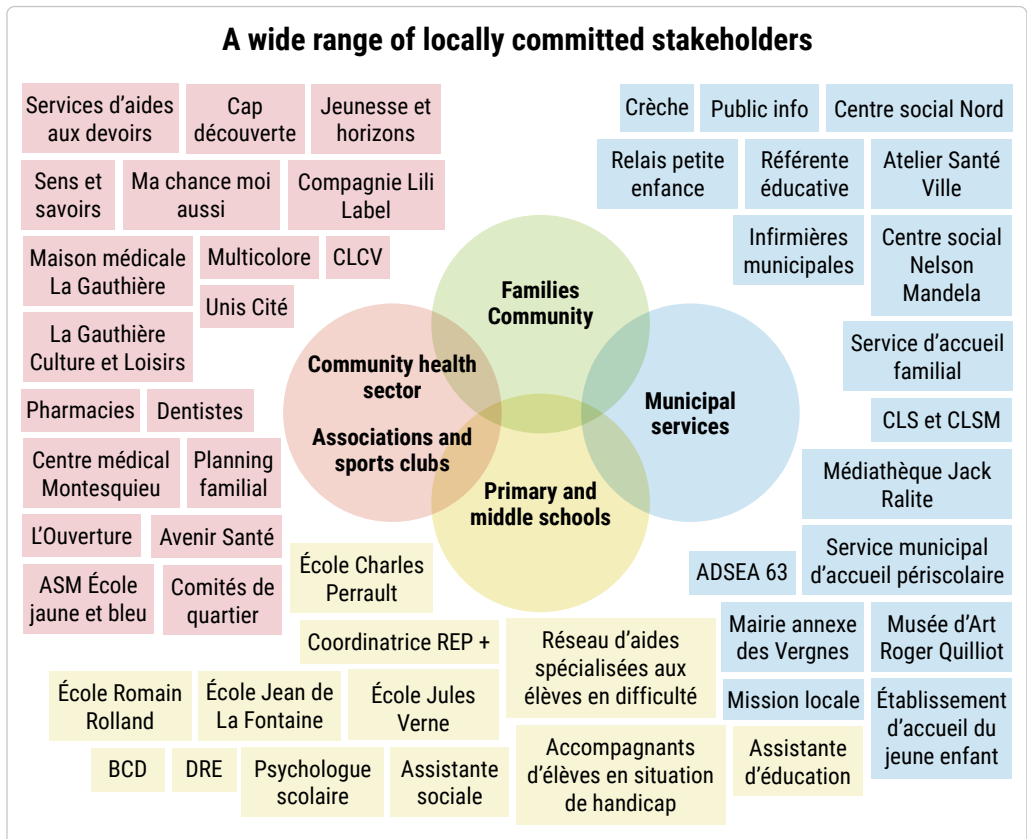 A wide range of locally committed stakeholders
Services d’aides
aux devoirs
Cap
découverte
Jeunesse et
horizons
Sens et
savoirs
Ma chance moi
aussi
Compagnie Lili
Label
Maison médicale
La Gauthière
Multicolore
CLCV
Unis Cité
La Gauthière
Culture et Loisirs
Pharmacies
Dentistes
Centre médical
Montesquieu
Planning
familial
L’Ouverture
Avenir Santé
ASM École
jaune et bleu
Comités de
quartier
Families
Community
Community health
sector
Associations and
sports clubs
Municipal
services
Primary and
middle schools
Crèche
Public info
Centre social Nord
Relais petite
enfance
Référente
éducative
Atelier Santé
Ville
Infirmières
municipales
Centre social
Nelson
Mandela
Service d’accueil
familial
CLS et CLSM
Médiathèque Jack
Ralite
ADSEA 63
Service municipal
d’accueil périscolaire
Mairie annexe
des Vergnes
Musée d’Art
Roger Quilliot
Mission locale
Établissement
d’accueil du
jeune enfant
École Charles
Perrault
Coordinatrice REP +
Réseau d’aides
spécialisées aux
élèves en difficulté
École Romain
Rolland
École Jean de
La Fontaine
École Jules
Verne
BCD
DRE
Psychologue
scolaire
Assistante
sociale
Accompagnants
d’élèves en situation
de handicap
Assistante
d’éducation